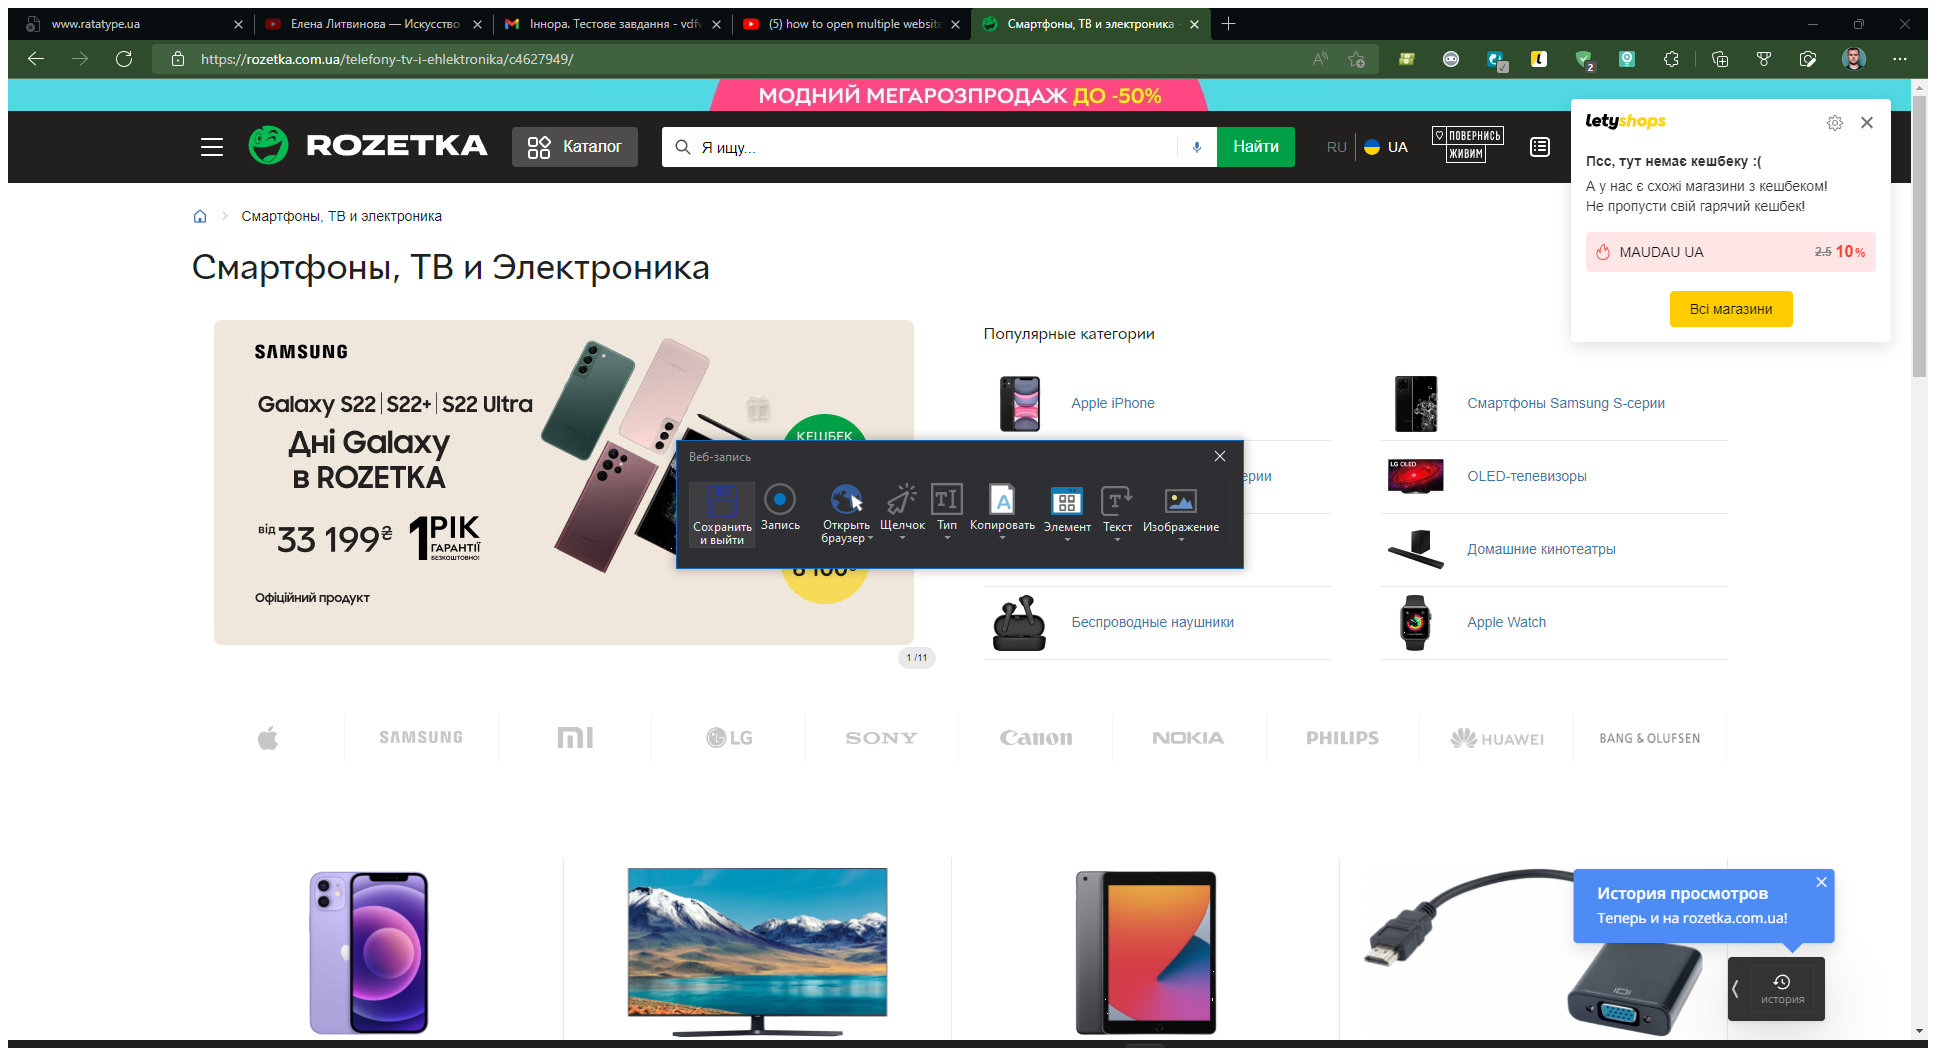 www.ratatype.ua
Елена Литвинова — Искусство
Іннора. Тестове завдання - vdfv
(5) how to open multiple website
Смартфоны, ТВ и электроника -
https://rozetka.com.ua/telefony-tv-i-ehlektronika/c4627949/
2
МОДНИЙ МЕГАРОЗПРОДАЖ ДО -50%
ROZETKA
Каталог
Я ищу...
Найти
RU
UA
ПОВЕРНИСЬ
ЖИВИМ
letyshops
Псс, тут немає кешбеку :(
А у нас є схожі магазини з кешбеком!
Не пропусти свій гарячий кешбек!
MAUDAU UA
2.5 10%
Всі магазини
Смартфоны, ТВ и электроника
Смартфоны, ТВ и Электроника
SAMSUNG
Galaxy S22 | S22+ | S22 Ultra
Дні Galaxy
в ROZETKA
від 33 199₴
1 РІК
ГАРАНТІЇ
БЕЗКОШТОВНО!
Офіційний продукт
КЕШБЕК
1 /11
Популярные категории
Apple iPhone
Смартфоны Samsung S-серии
ерии
OLED-телевизоры
LG OLED
Домашние кинотеатры
Беспроводные наушники
Apple Watch
Веб-запись
Сохранить
и выйти
Запись
Открыть
браузер
Щелчок
Тип
Копировать
Элемент
Текст
Изображение
SAMSUNG
MI
LG
SONY
Canon
NOKIA
PHILIPS
HUAWEI
BANG & OLUFSEN
История просмотров
Теперь и на rozetka.com.ua!
история